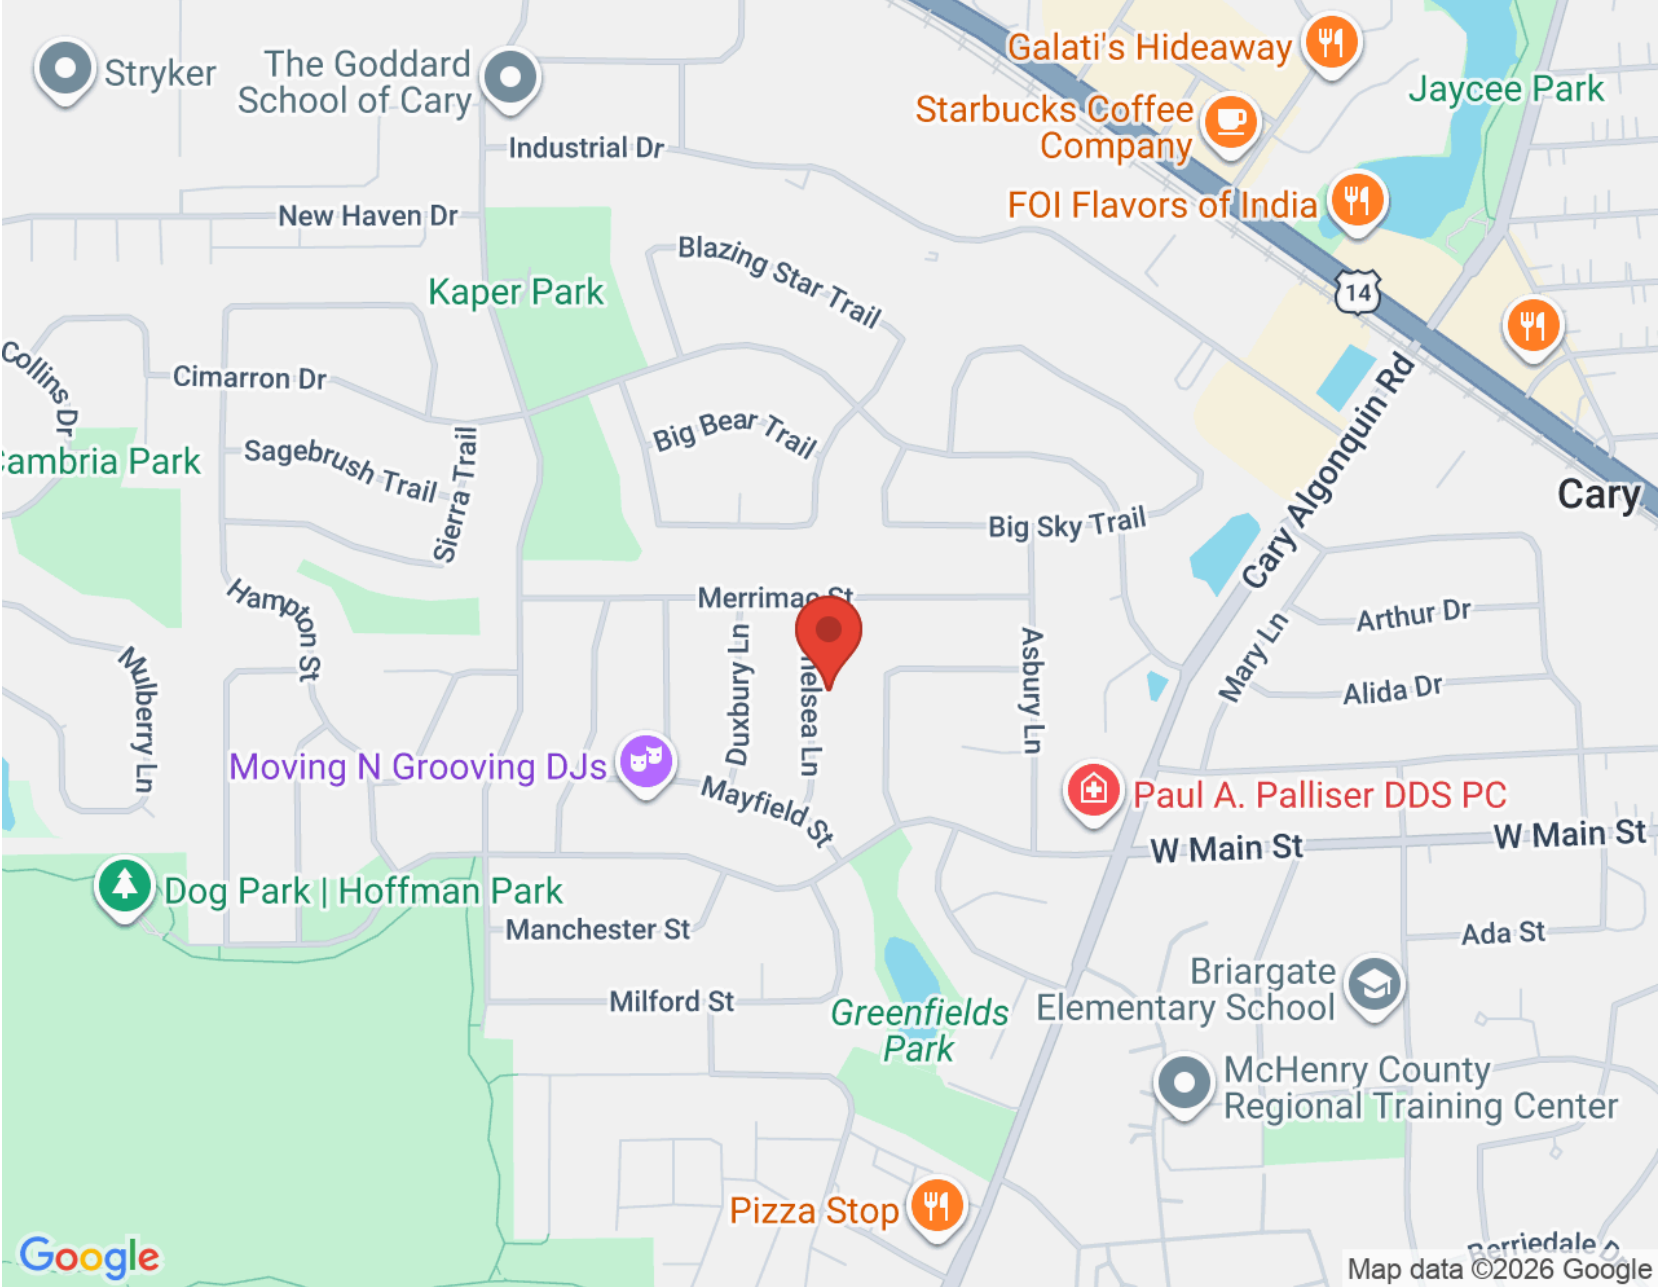 Galati's Hideaway
Stryker
The Goddard
School of Cary
Jaycee Park
Starbucks Coffee
Company
Industrial Dr
FOI Flavors of India
New Haven Dr
Blazing Star Trail
Kaper Park
14
Collins Dr
Cimarron Dr
Cary Algonquin Rd
Big Bear Trail
Sagebrush Trail
Sierra Trail
Cambria Park
Cary
Big Sky Trail
Merrimac St
Hampton St
Arthur Dr
Mary Ln
Duxbury Ln
helsea Ln
Asbury Ln
Mulberry Ln
Alida Dr
Moving N Grooving DJs
Mayfield St
Paul A. Palliser DDS PC
W Main St
W Main St
Dog Park | Hoffman Park
Manchester St
Ada St
Briargate
Elementary School
Milford St
Greenfields
Park
McHenry County
Regional Training Center
Pizza Stop
Berriedale D
Google
Map data ©2026 Google